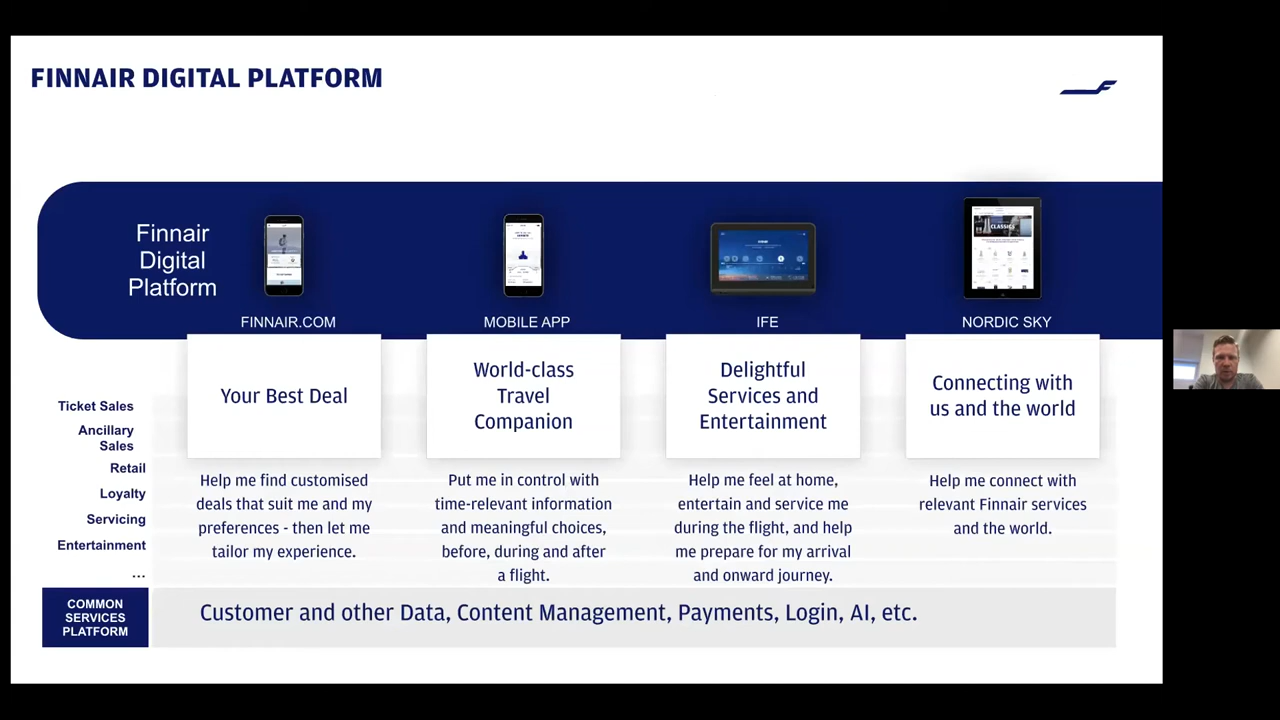 FINNAIR DIGITAL PLATFORM
Finnair
Digital
Platform
FINNAIR.COM
MOBILE APP
IFE
NORDIC SKY
CLASSICS
Your Best Deal
World-class
Travel
Companion
Delightful
Services and
Entertainment
Connecting with
us and the world
Ticket Sales
Ancillary
Sales
Retail
Loyalty
Servicing
Entertainment
...
Help me find customised
deals that suit me and my
preferences - then let me
tailor my experience.
Put me in control with
time-relevant information
and meaningful choices,
before, during and after
a flight.
Help me feel at home,
entertain and service me
during the flight, and help
me prepare for my arrival
and onward journey.
Help me connect with
relevant Finnair services
and the world.
COMMON
SERVICES
PLATFORM
Customer and other Data, Content Management, Payments, Login, AI, etc.